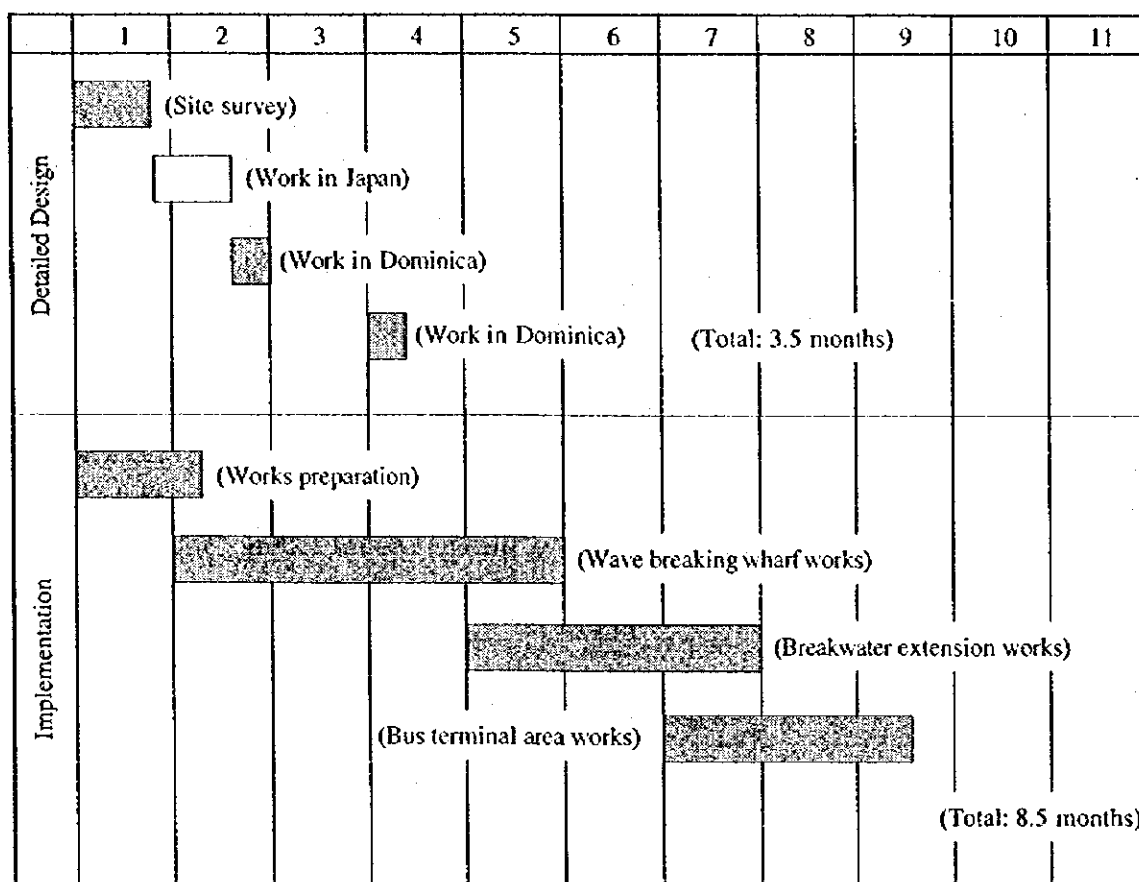 1 2 3 4 5 6 7 8 9 10 11
Detailed Design
(Site survey)
(Work in Japan)
(Work in Dominica)
(Work in Dominica)
(Total: 3.5 months)
Implementation
(Works preparation)
(Wave breaking wharf works)
(Breakwater extension works)
(Bus terminal area works)
(Total: 8.5 months)